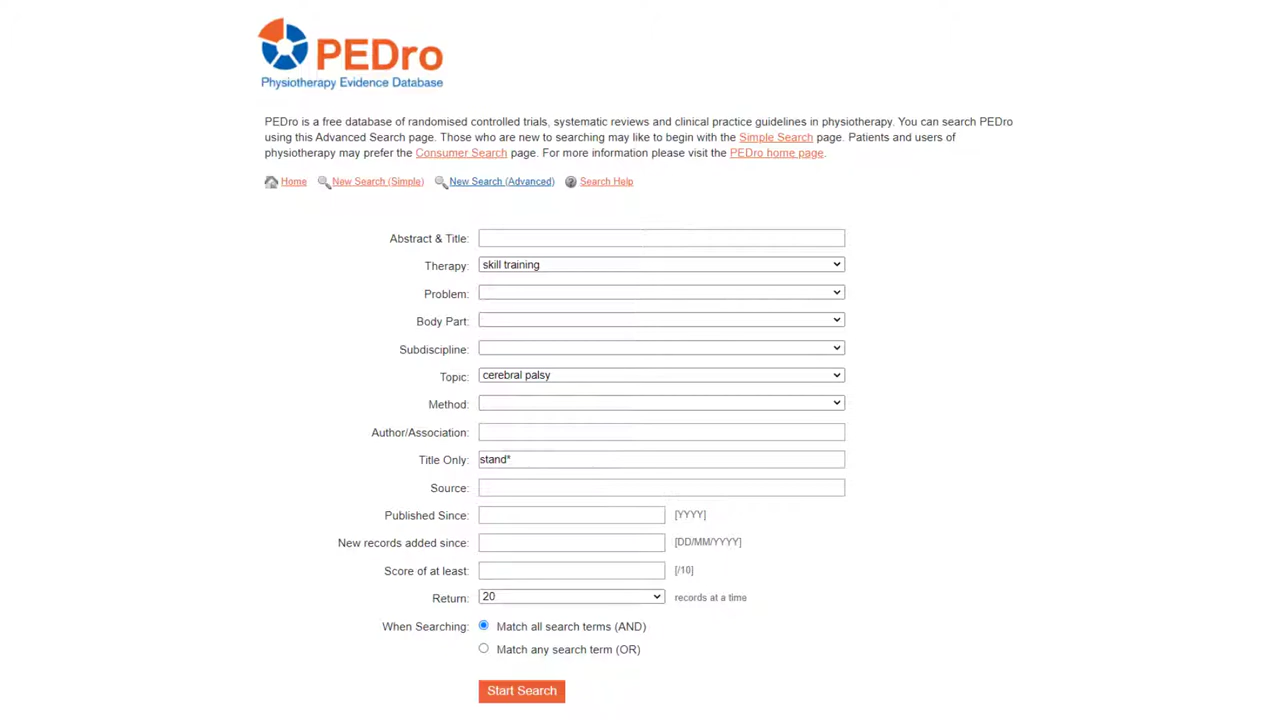 PEDro
Physiotherapy Evidence Database
PEDro is a free database of randomised controlled trials, systematic reviews and clinical practice guidelines in physiotherapy. You can search PEDro
using this Advanced Search page. Those who are new to searching may like to begin with the Simple Search page. Patients and users of
physiotherapy may prefer the Consumer Search page. For more information please visit the PEDro home page.
Home New Search (Simple) New Search (Advanced) Search Help
Abstract & Title:
Therapy: skill training
Problem:
Body Part:
Subdiscipline:
Topic: cerebral palsy
Method:
Author/Association:
Title Only: stand*
Source:
Published Since: [YYYY]
New records added since: [DD/MM/YYYY]
Score of at least: [/10]
Return: 20 records at a time
When Searching: Match all search terms (AND)
Match any search term (OR)
Start Search